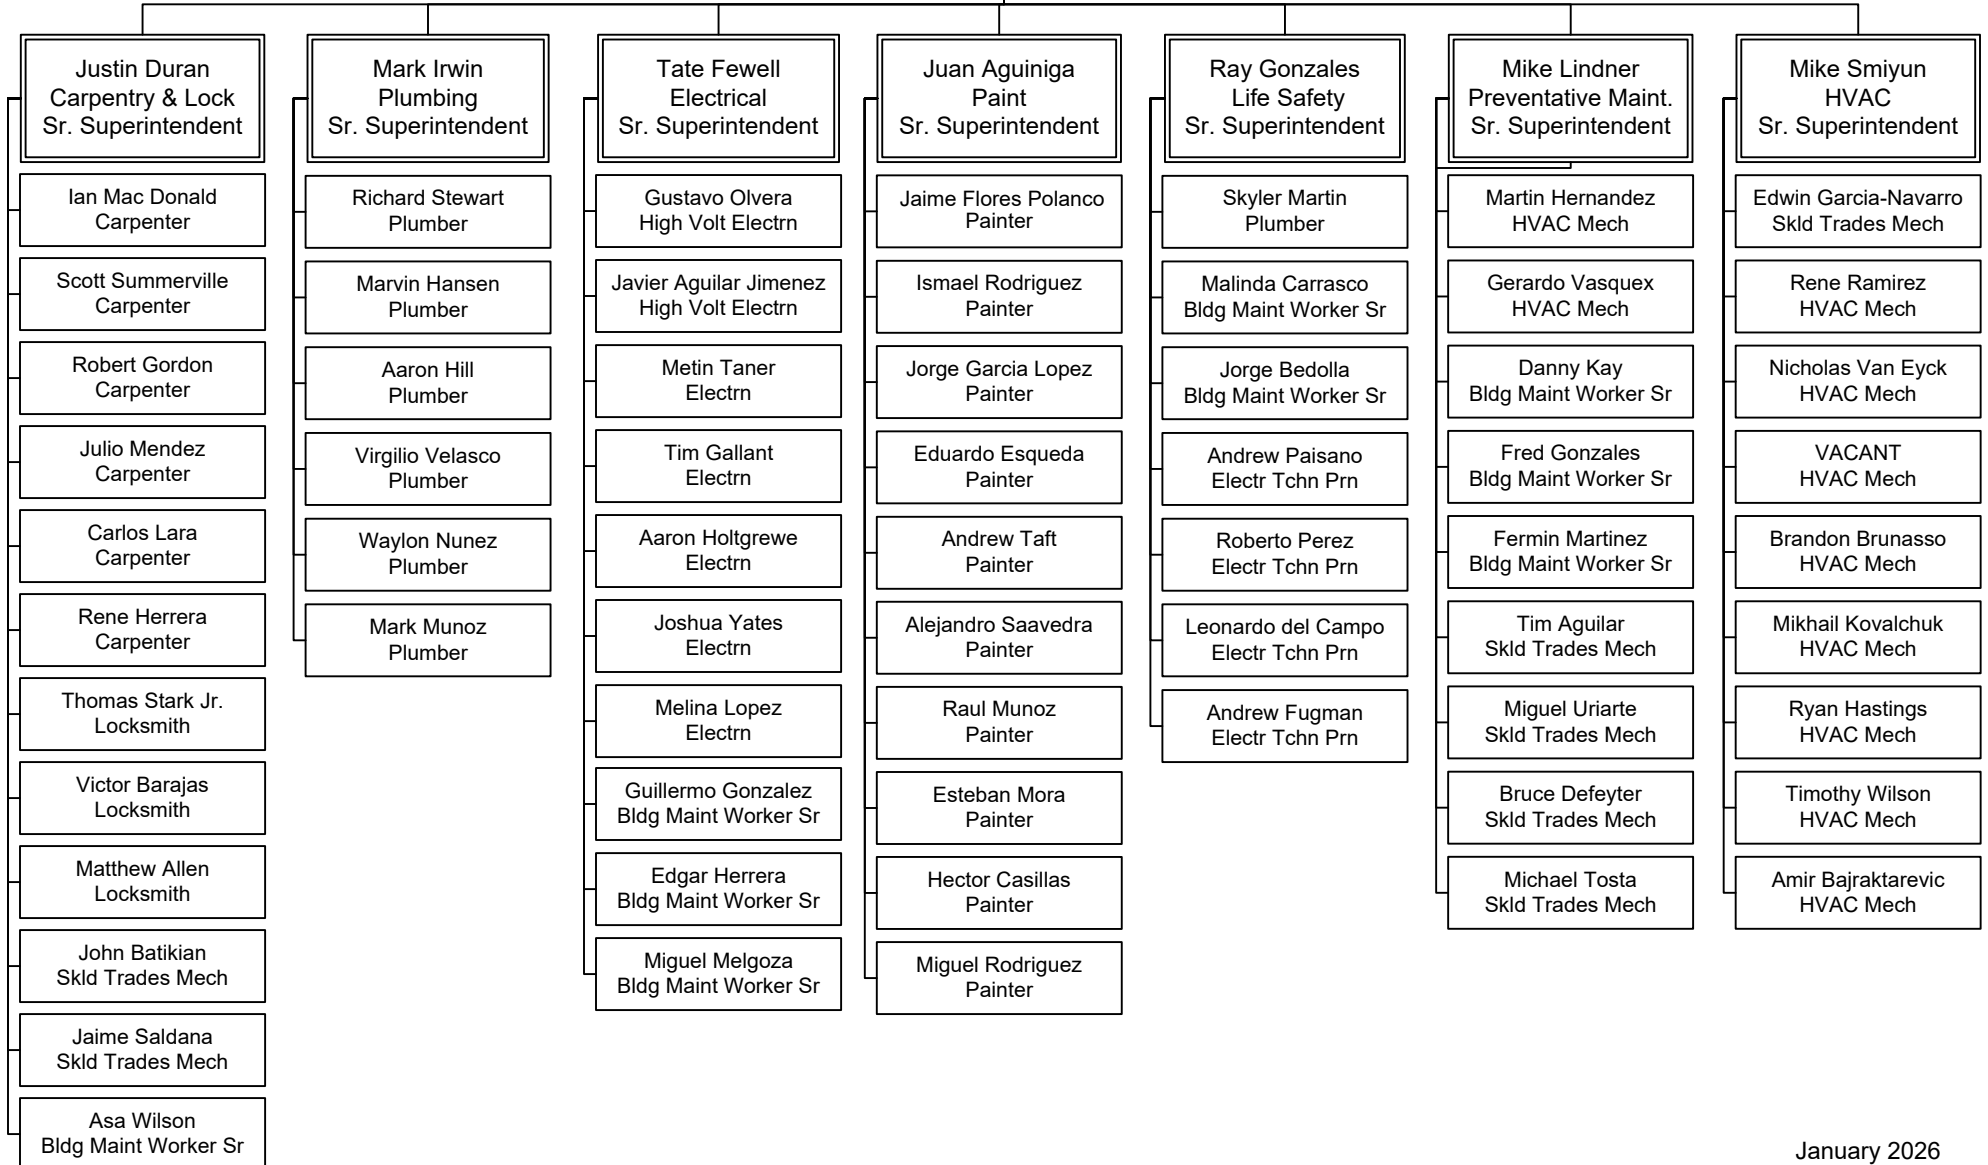 Justin Duran
Carpentry & Lock
Sr. Superintendent
Ian Mac Donald
Carpenter
Scott Summerville
Carpenter
Robert Gordon
Carpenter
Julio Mendez
Carpenter
Carlos Lara
Carpenter
Rene Herrera
Carpenter
Thomas Stark Jr.
Locksmith
Victor Barajas
Locksmith
Matthew Allen
Locksmith
John Batikian
Skld Trades Mech
Jaime Saldana
Skld Trades Mech
Asa Wilson
Bldg Maint Worker Sr
Mark Irwin
Plumbing
Sr. Superintendent
Richard Stewart
Plumber
Marvin Hansen
Plumber
Aaron Hill
Plumber
Virgilio Velasco
Plumber
Waylon Nunez
Plumber
Mark Munoz
Plumber
Tate Fewell
Electrical
Sr. Superintendent
Gustavo Olvera
High Volt Electrn
Javier Aguilar Jimenez
High Volt Electrn
Metin Taner
Electrn
Tim Gallant
Electrn
Aaron Holtgrewe
Electrn
Joshua Yates
Electrn
Melina Lopez
Electrn
Guillermo Gonzalez
Bldg Maint Worker Sr
Edgar Herrera
Bldg Maint Worker Sr
Miguel Melgoza
Bldg Maint Worker Sr
Juan Aguiniga
Paint
Sr. Superintendent
Jaime Flores Polanco
Painter
Ismael Rodriguez
Painter
Jorge Garcia Lopez
Painter
Eduardo Esqueda
Painter
Andrew Taft
Painter
Alejandro Saavedra
Painter
Raul Munoz
Painter
Esteban Mora
Painter
Hector Casillas
Painter
Miguel Rodriguez
Painter
Ray Gonzales
Life Safety
Sr. Superintendent
Skyler Martin
Plumber
Malinda Carrasco
Bldg Maint Worker Sr
Jorge Bedolla
Bldg Maint Worker Sr
Andrew Paisano
Electr Tchn Prn
Roberto Perez
Electr Tchn Prn
Leonardo del Campo
Electr Tchn Prn
Andrew Fugman
Electr Tchn Prn
Mike Lindner
Preventative Maint.
Sr. Superintendent
Martin Hernandez
HVAC Mech
Gerardo Vasquex
HVAC Mech
Danny Kay
Bldg Maint Worker Sr
Fred Gonzales
Bldg Maint Worker Sr
Fermin Martinez
Bldg Maint Worker Sr
Tim Aguilar
Skld Trades Mech
Miguel Uriarte
Skld Trades Mech
Bruce Defeyter
Skld Trades Mech
Michael Tosta
Skld Trades Mech
Mike Smiyun
HVAC
Sr. Superintendent
Edwin Garcia-Navarro
Skld Trades Mech
Rene Ramirez
HVAC Mech
Nicholas Van Eyck
HVAC Mech
VACANT
HVAC Mech
Brandon Brunasso
HVAC Mech
Mikhail Kovalchuk
HVAC Mech
Ryan Hastings
HVAC Mech
Timothy Wilson
HVAC Mech
Amir Bajraktarevic
HVAC Mech
January 2026